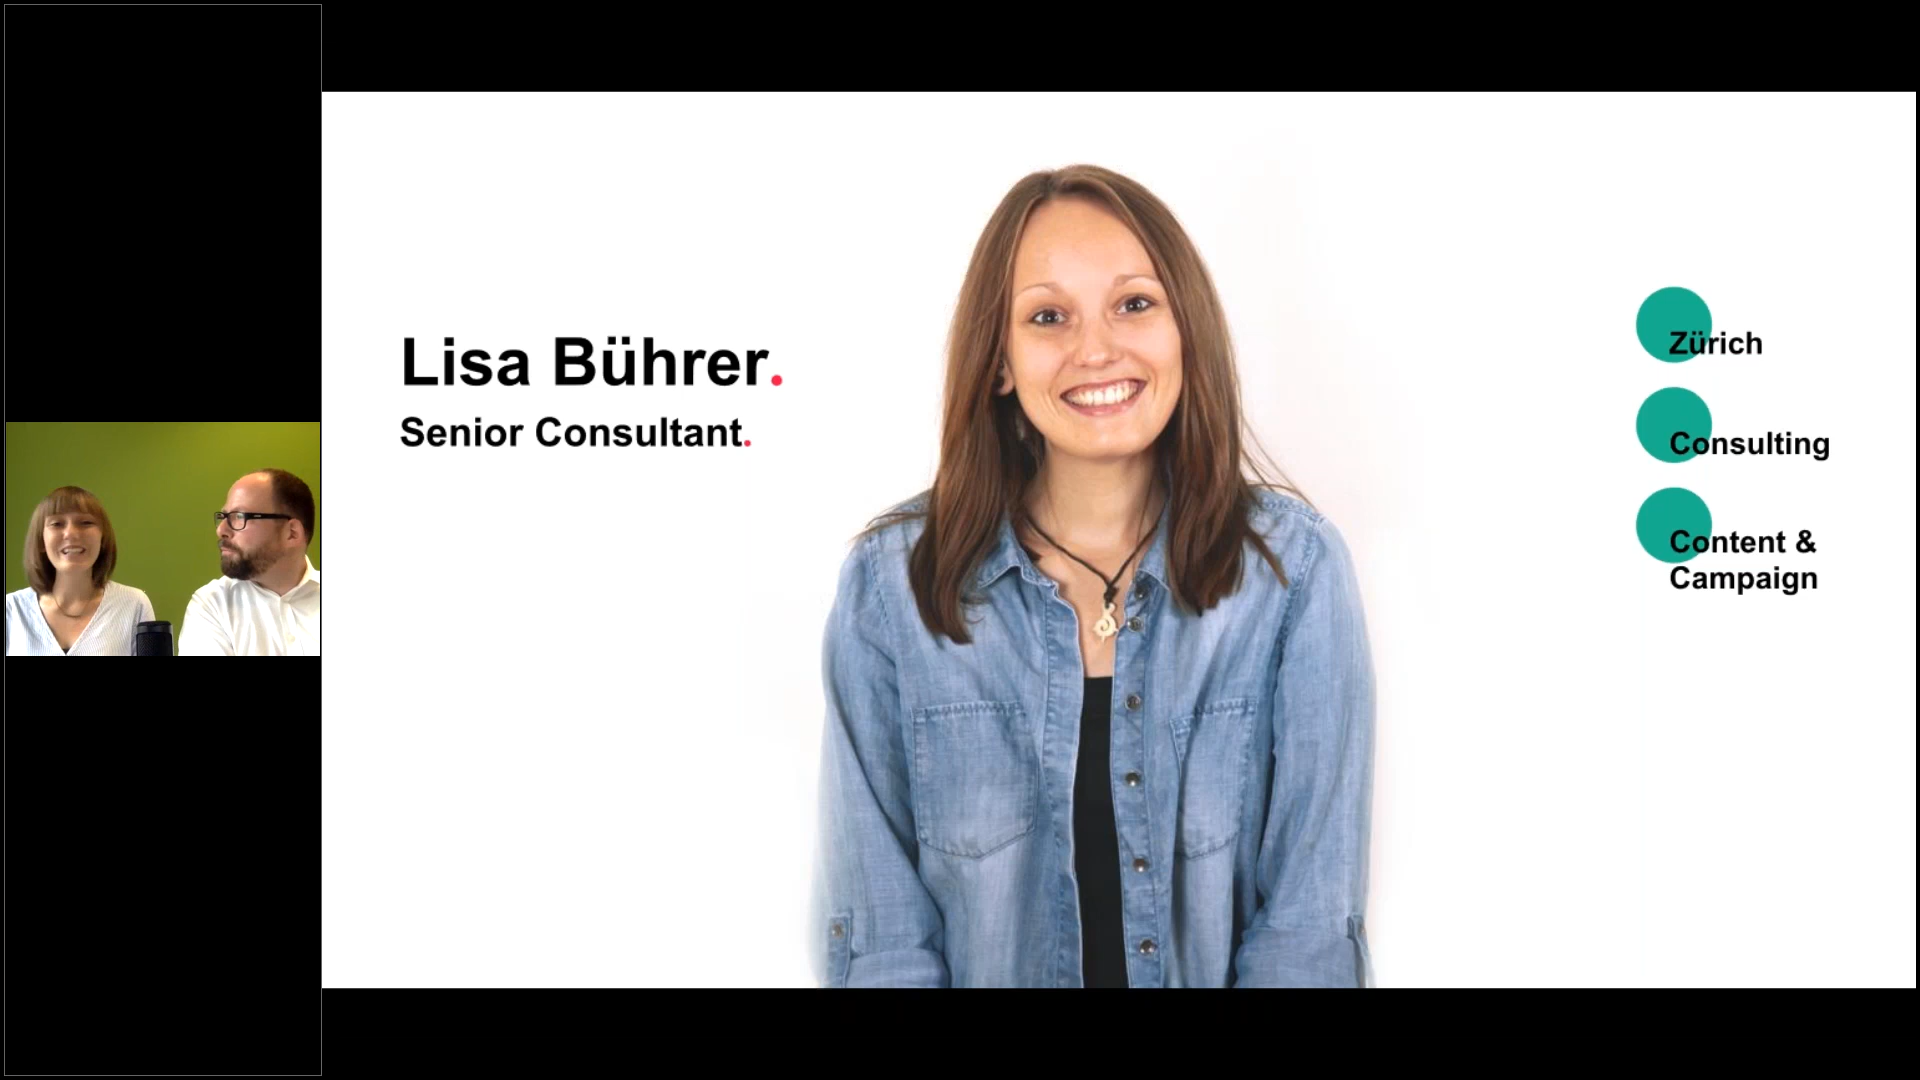 Lisa Bührer.
Senior Consultant.
Zürich
Consulting
Content &
Campaign